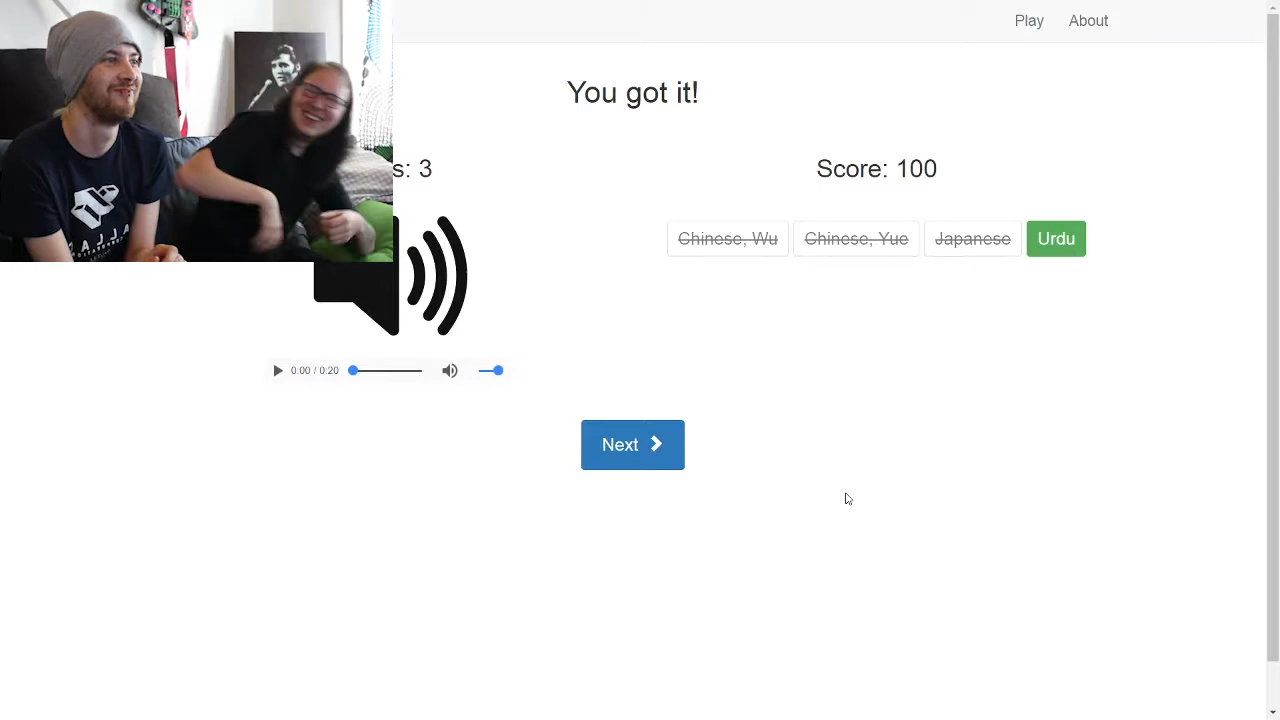 Play About
You got it!
s: 3
Score: 100
Chinese, Wu Chinese, Yue Japanese Urdu
0:00 / 0:20
Next